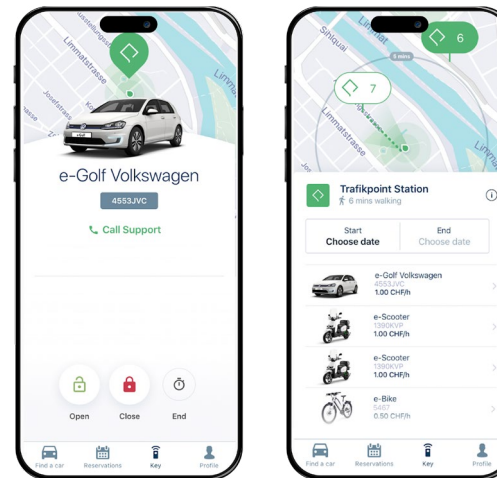 Ausstellungsstrasse
Limmatstrasse
Josefstrasse
e-Golf Volkswagen
4553JVC
Call Support
Open
Close
End
Find a car
Reservations
Key
Profile
Sihlquai
Limmat
6
5 mins
7
Limmatstrasse
Trafikpoint Station
6 mins walking
Start
End
Choose date
Choose date
e-Golf Volkswagen
4553JVC
1.00 CHF/h
e-Scooter
1390KVP
1.00 CHF/h
e-Scooter
1390KVP
1.00 CHF/h
e-Bike
5467
0.50 CHF/h
Find a car
Reservations
Key
Profile